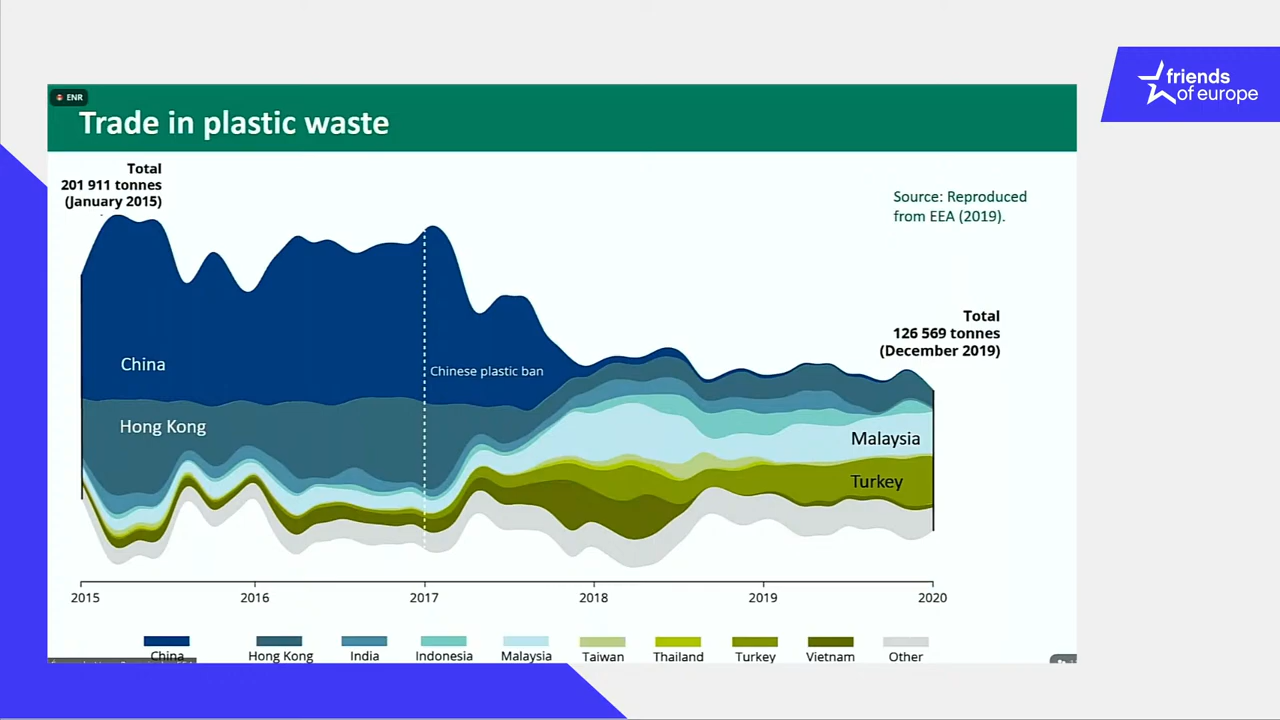 friends
of europe
ENR
Trade in plastic waste
Total
201 911 tonnes
(January 2015)
Source: Reproduced
from EEA (2019).
Total
126 569 tonnes
(December 2019)
China
Chinese plastic ban
Hong Kong
Malaysia
Turkey
2015 2016 2017 2018 2019 2020
China Hong Kong India Indonesia Malaysia Taiwan Thailand Turkey Vietnam Other